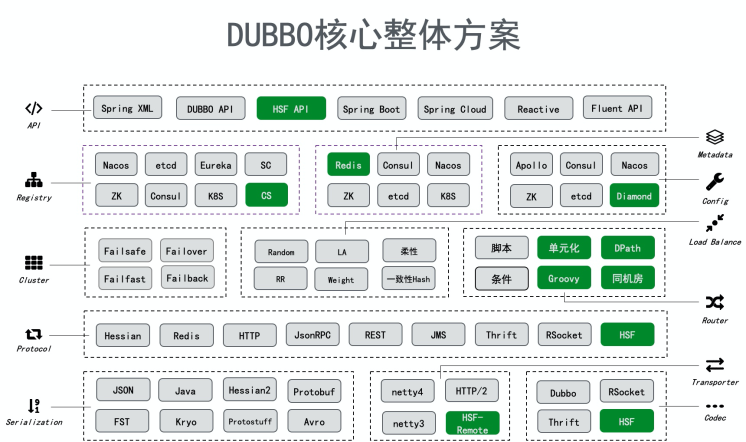 DUBBO核心整体方案
API
Spring XML
DUBBO API
HSF API
Spring Boot
Spring Cloud
Reactive
Fluent API
Registry
Nacos
etcd
Eureka
SC
ZK
Consul
K8S
CS
Redis
Consul
Nacos
ZK
etcd
K8S
Metadata
Apollo
Consul
Nacos
ZK
etcd
Diamond
Config
Load Balance
Cluster
Failsafe
Failover
Failfast
Failback
Random
LA
柔性
RR
Weight
一致性Hash
脚本
单元化
DPath
条件
Groovy
同机房
Router
Protocol
Hessian
Redis
HTTP
JsonRPC
REST
JMS
Thrift
RSocket
HSF
Transporter
Serialization
JSON
Java
Hessian2
Protobuf
FST
Kryo
Protostuff
Avro
netty4
HTTP/2
netty3
HSF-
Remote
Dubbo
RSocket
Thrift
HSF
Codec